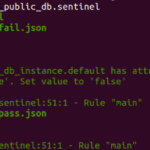 _public_db.sentinel
l
fail.json
_db_instance.default has att
e'. Set value to 'false'
sentinel:51:1 - Rule "main"
pass.json
sentinel:51:1 - Rule "main"